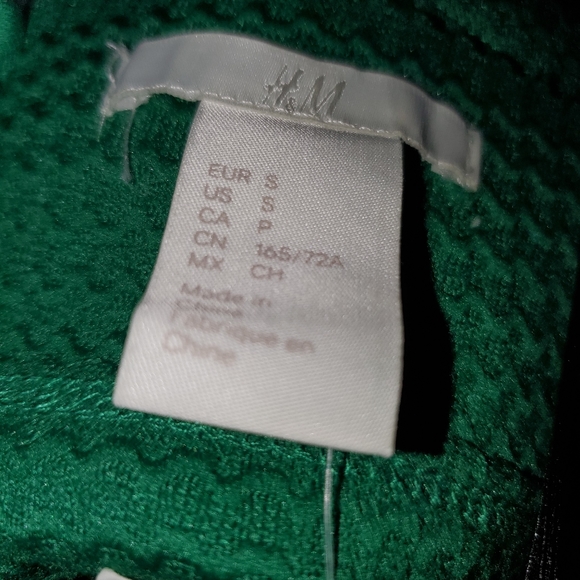 H&M
EUR S
US S
CA P
CN 165/72A
MX CH
Made in
China
Fabriqué en
Chine